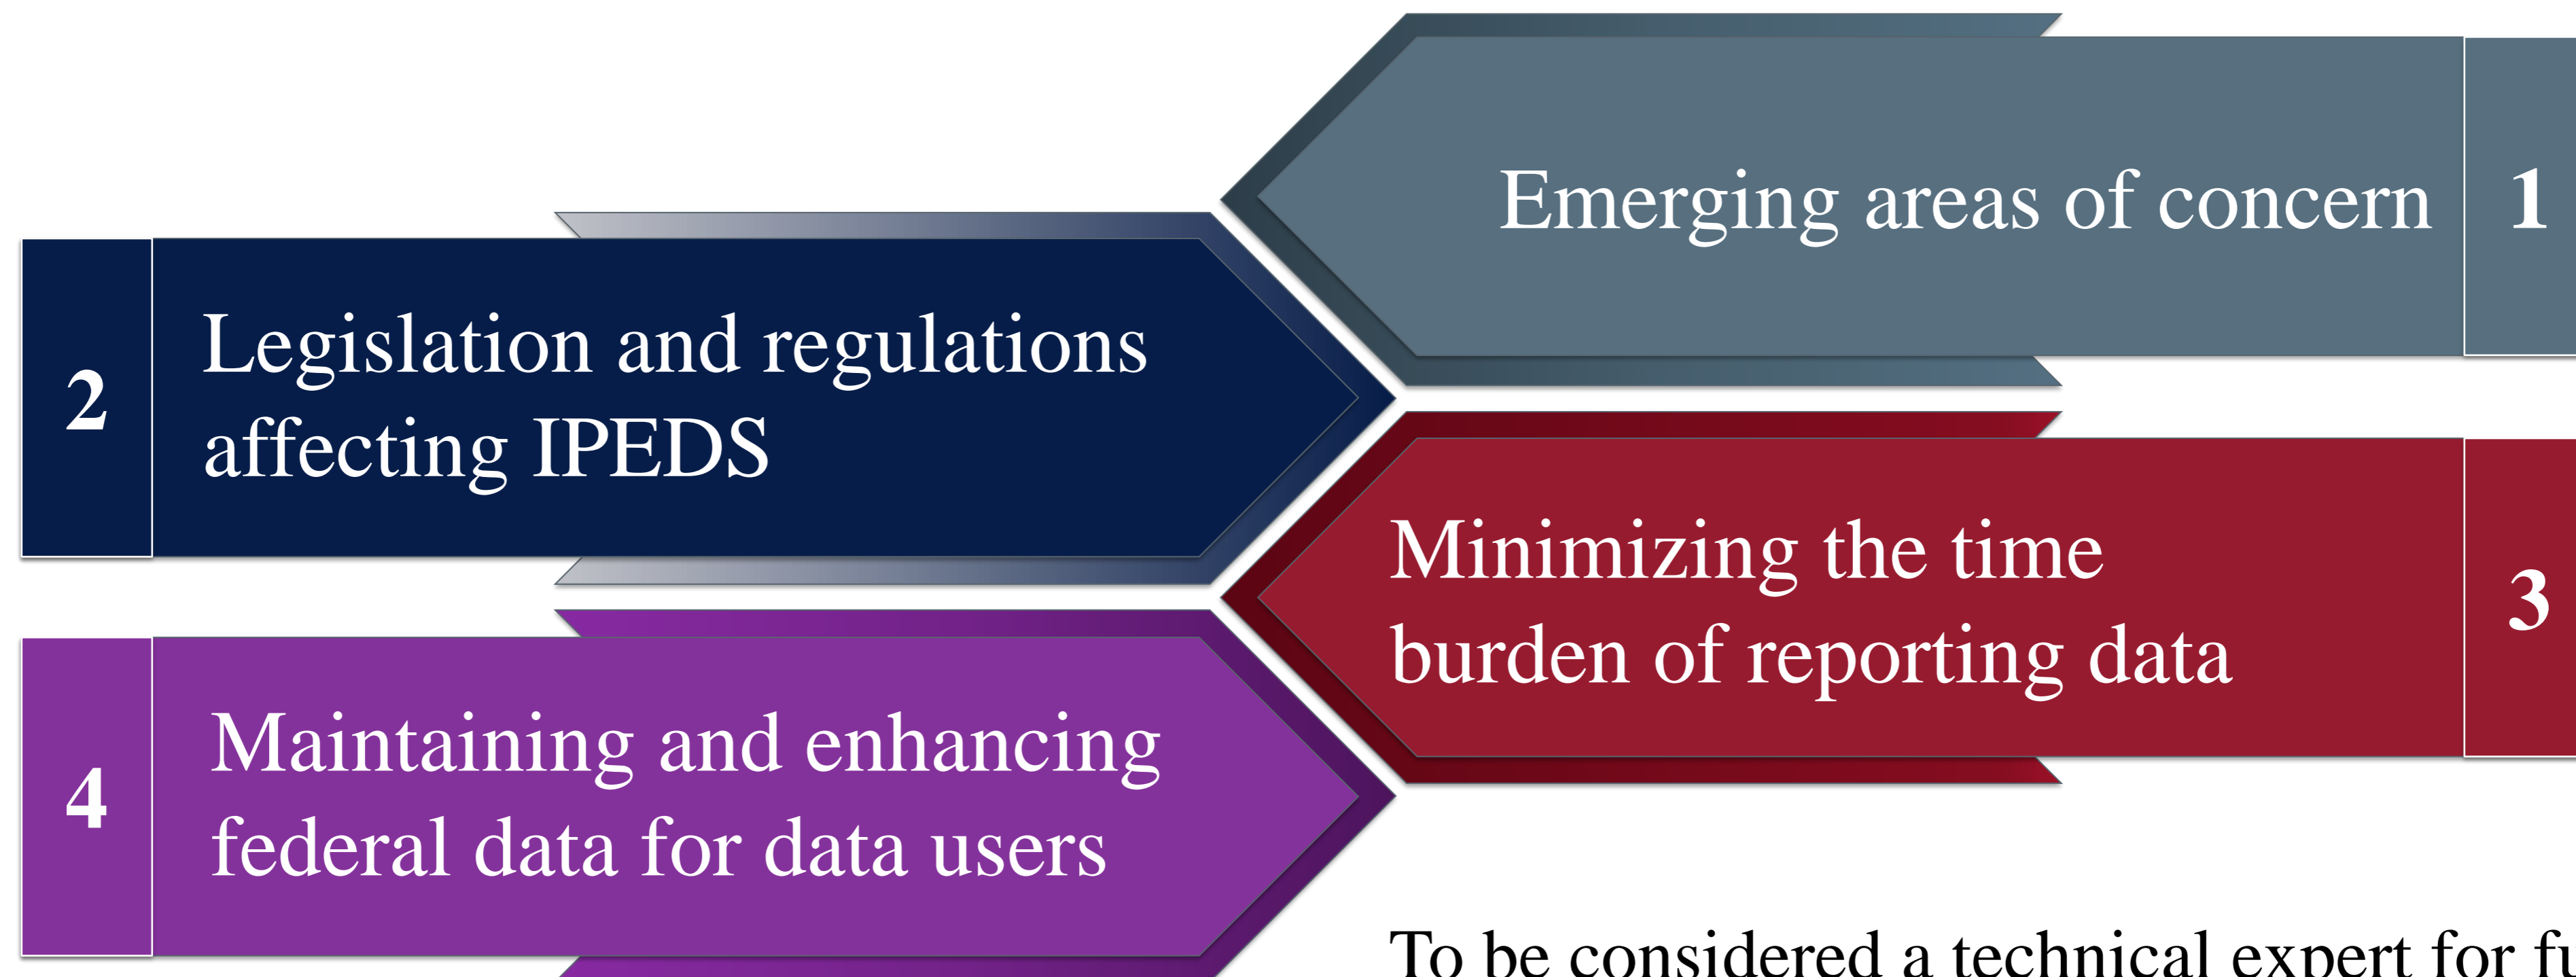 Emerging areas of concern
1
2
Legislation and regulations
affecting IPEDS
Minimizing the time
burden of reporting data
3
4
Maintaining and enhancing
federal data for data users
To be considered a technical expert for